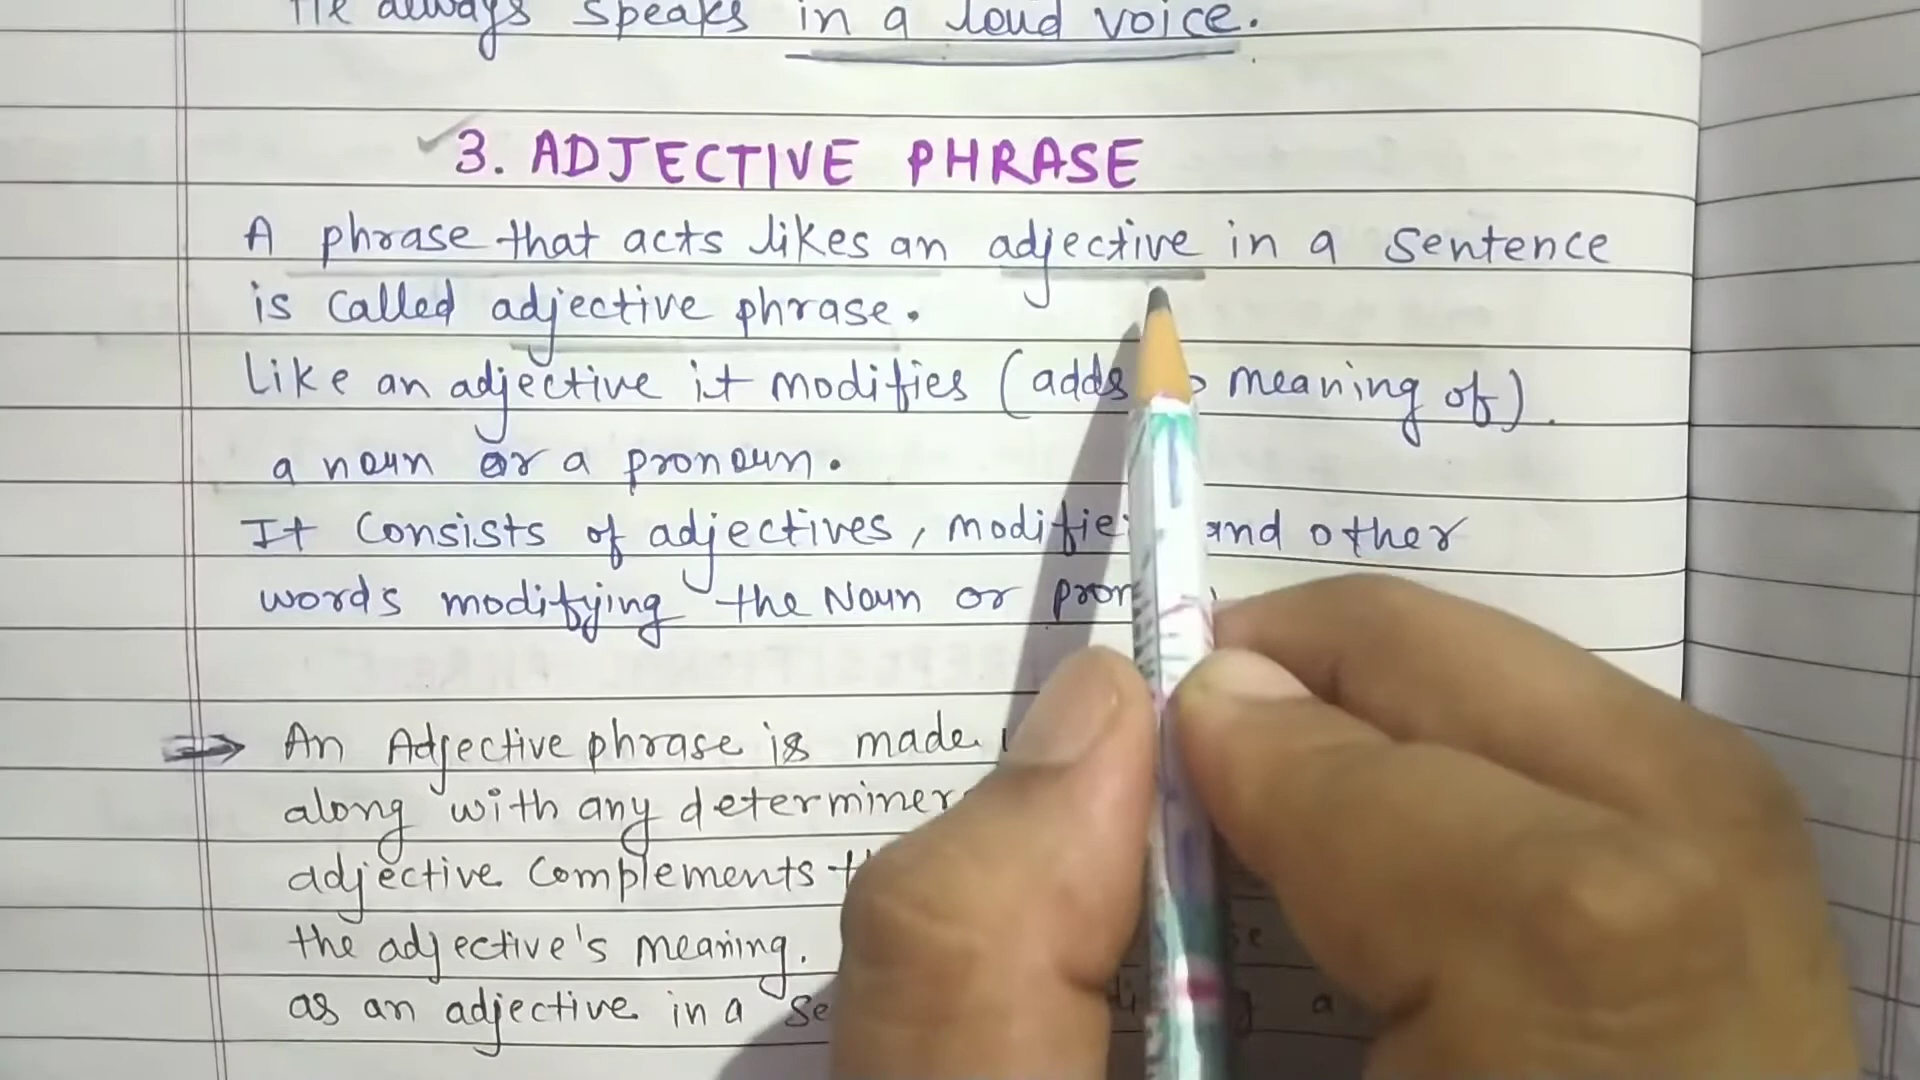 He always speaks in a loud voice.
3. ADJECTIVE PHRASE
A phrase that acts likes an adjective in a sentence
is called adjective phrase.
Like an adjective it modifies (adds meaning of)
a noun or a pronoun.
It consists of adjectives, and other
words modifying the Noun or
An Adjective phrase is made
along with any
adjective complements
the adjective's meaning.
as an adjective in a
a